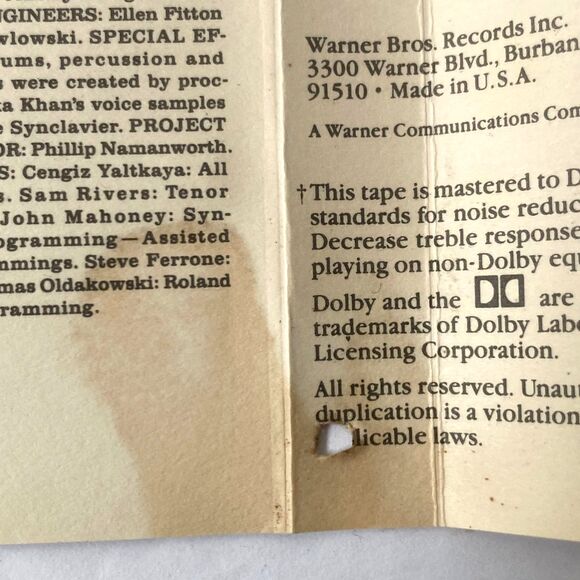 NGINEERS: Ellen Fitton
wlowski. SPECIAL EF-
ums, percussion and
s were created by proc-
ka Khan's voice samples
e Synclavier. PROJECT
OR: Phillip Namanworth.
S: Cengiz Yaltkaya: All
s. Sam Rivers: Tenor
John Mahoney: Syn-
ogramming—Assisted
mmings. Steve Ferrone:
mas Oldakowski: Roland
ramming.
Warner Bros. Records Inc.
3300 Warner Blvd., Burban
91510 • Made in U.S.A.
A Warner Communications Com
†This tape is mastered to D
standards for noise reduc
Decrease treble response
playing on non-Dolby equ
Dolby and the are
trademarks of Dolby Labo
Licensing Corporation.
All rights reserved. Unaut
duplication is a violation
licable laws.